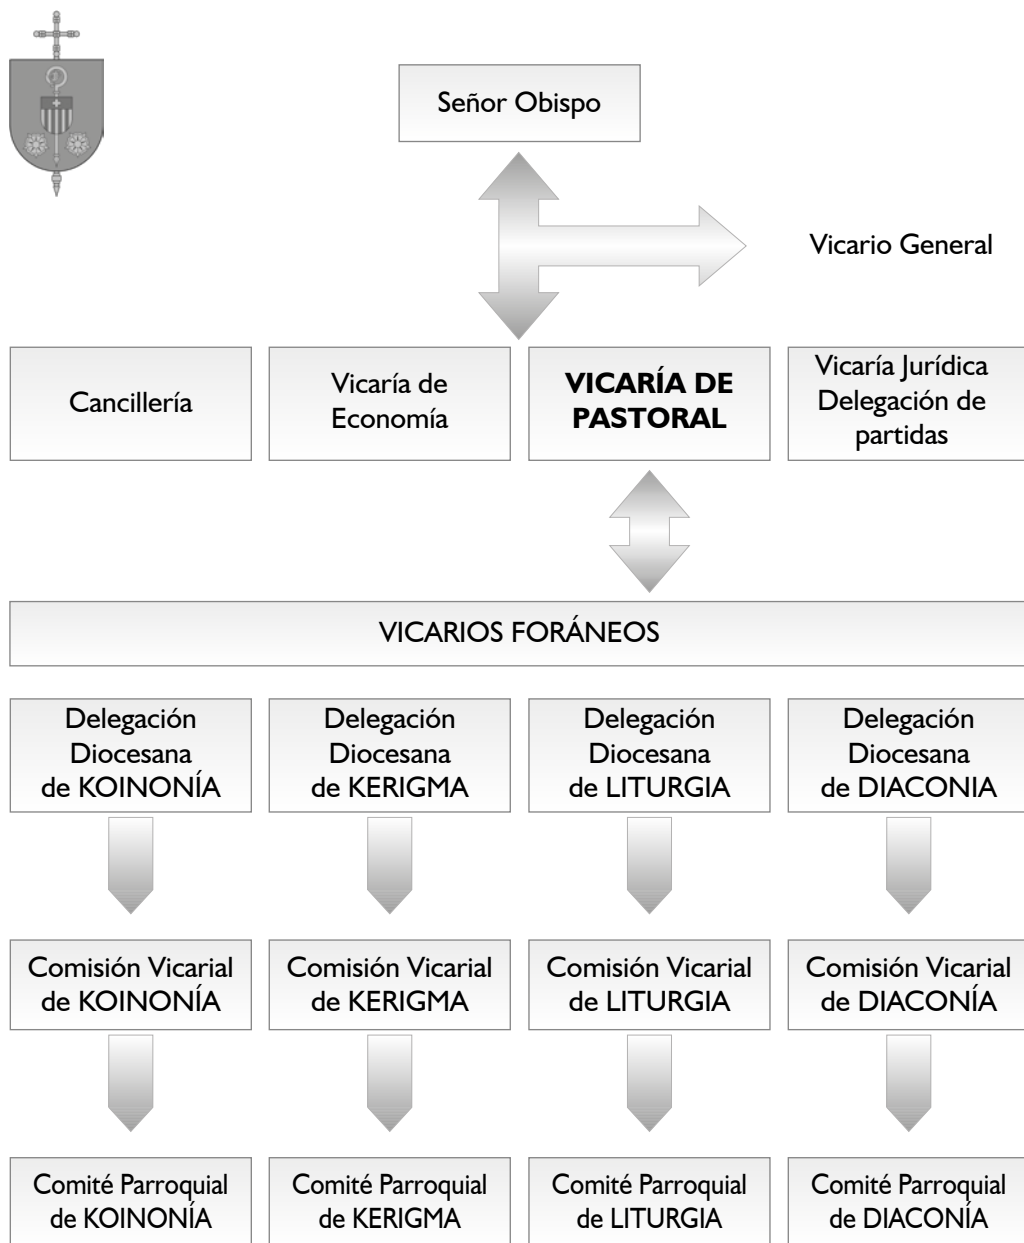 Señor Obispo
Vicario General
Cancillería
Vicaría de
Economía
VICARÍA DE
PASTORAL
Vicaría Jurídica
Delegación de
partidas
VICARIOS FORÁNEOS
Delegación
Diocesana
de KOINONÍA
Delegación
Diocesana
de KERIGMA
Delegación
Diocesana
de LITURGIA
Delegación
Diocesana
de DIACONIA
Comisión Vicarial
de KOINONÍA
Comisión Vicarial
de KERIGMA
Comisión Vicarial
de LITURGIA
Comisión Vicarial
de DIACONÍA
Comité Parroquial
de KOINONÍA
Comité Parroquial
de KERIGMA
Comité Parroquial
de LITURGIA
Comité Parroquial
de DIACONÍA